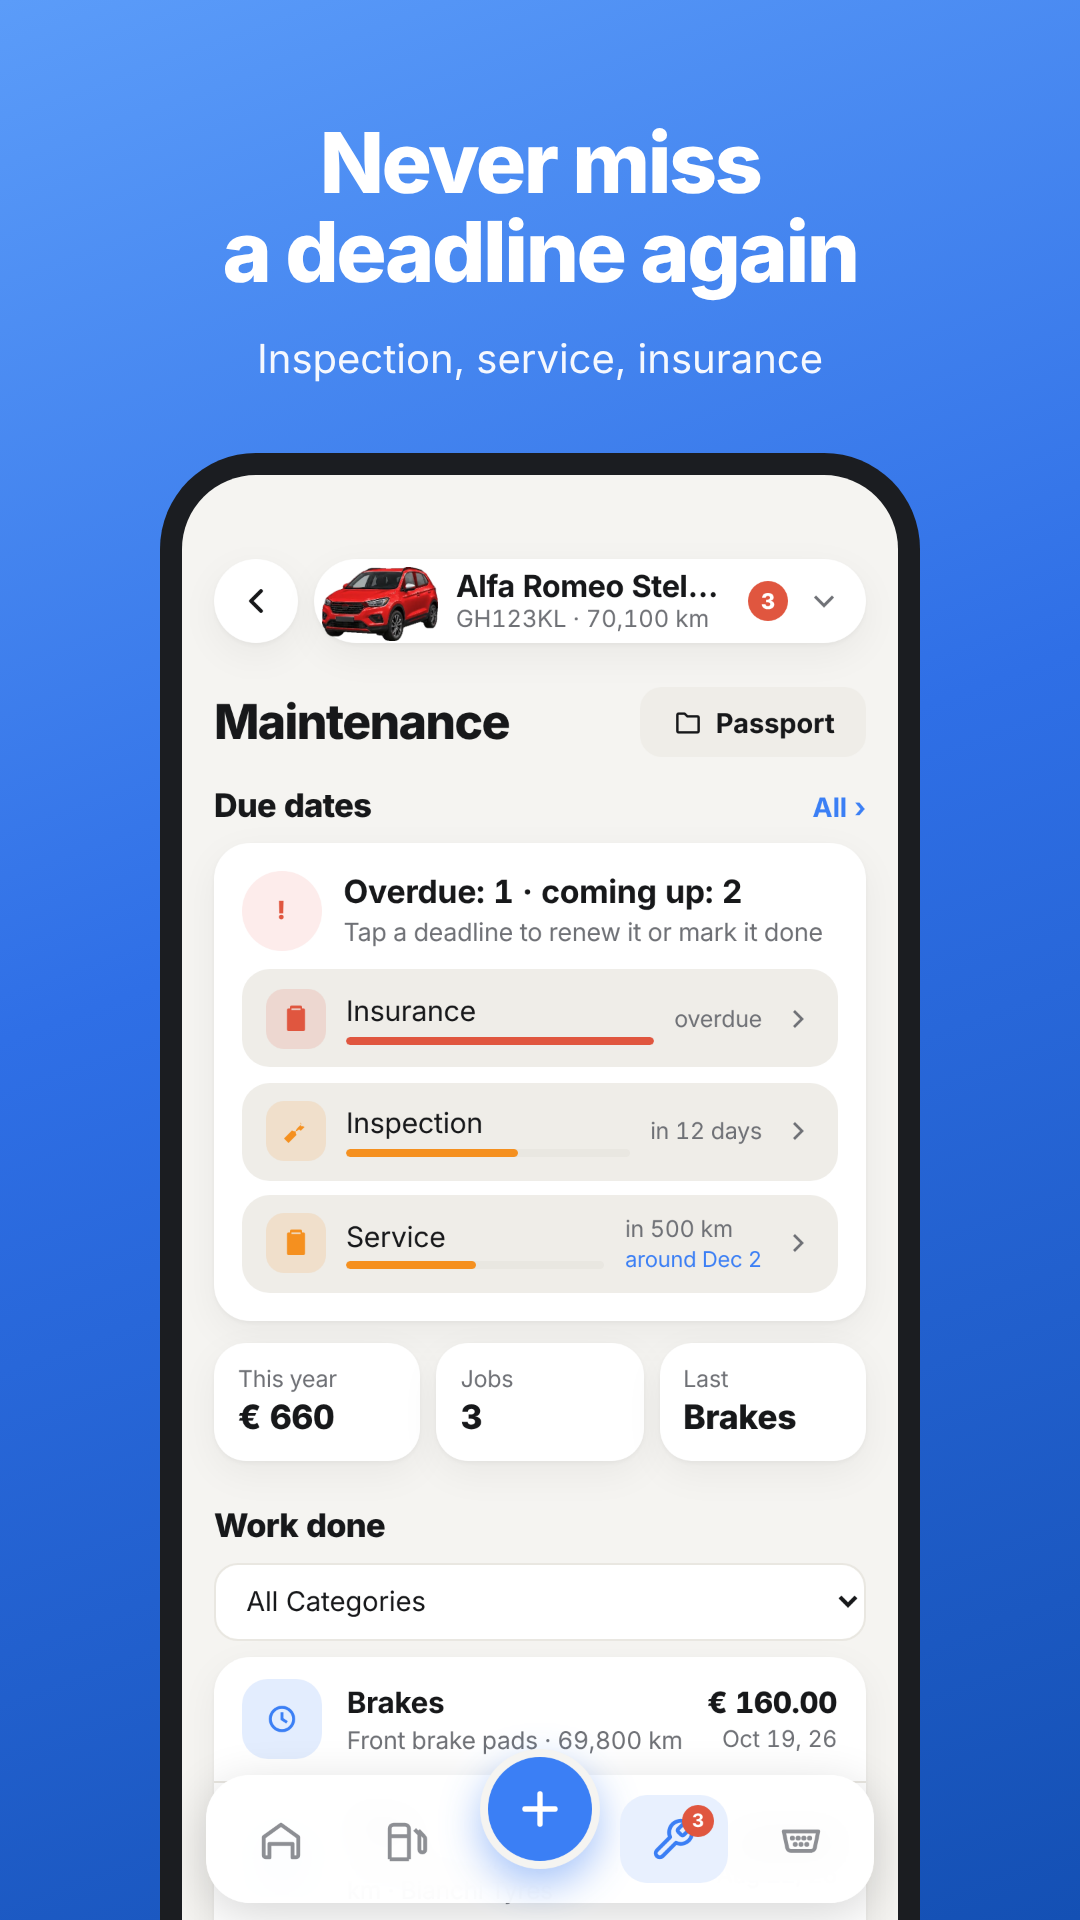 Never miss
a deadline again
Inspection, service, insurance
Alfa Romeo Stel...
GH123KL · 70,100 km
3
Maintenance
Passport
Due dates
All ›
!
Overdue: 1 · coming up: 2
Tap a deadline to renew it or mark it done
Insurance
overdue
Inspection
in 12 days
Service
in 500 km
around Dec 2
This year
€ 660
Jobs
3
Last
Brakes
Work done
All Categories
Brakes
€ 160.00
Front brake pads · 69,800 km
Oct 19, 26
3